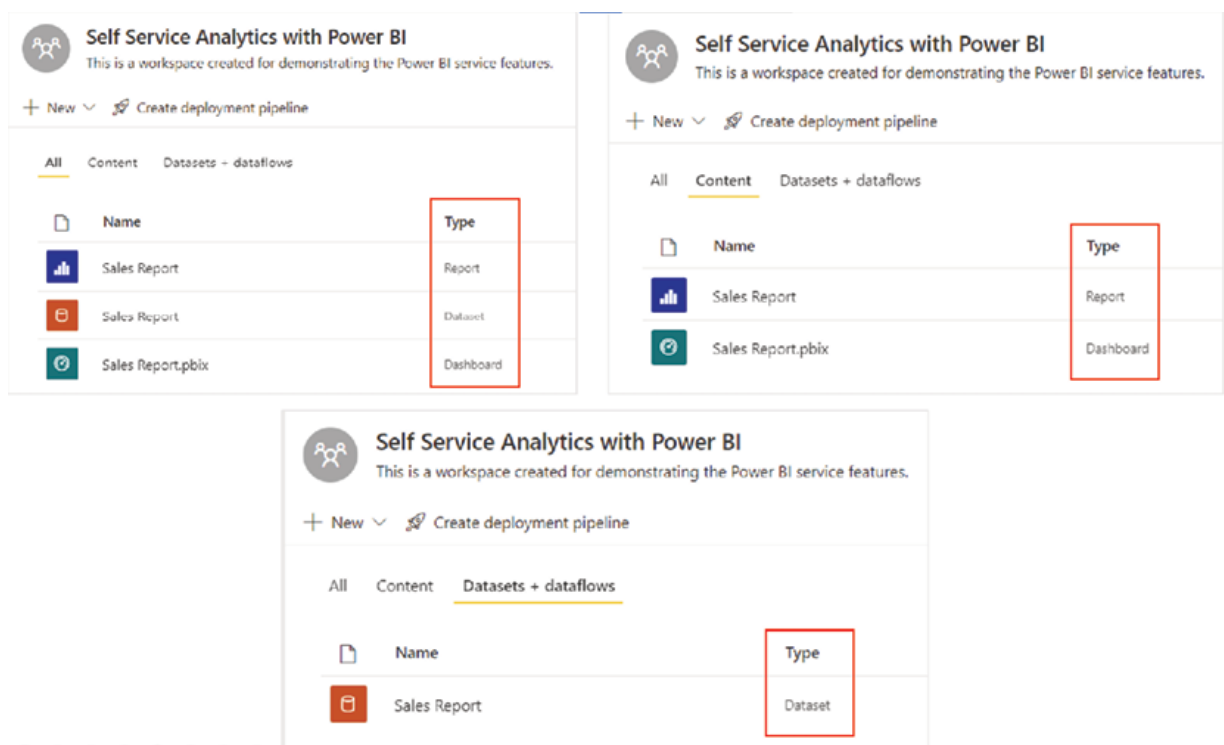 Self Service Analytics with Power BI
This is a workspace created for demonstrating the Power BI service features.
New Create deployment pipeline
All Content Datasets + dataflows
Name Type
Sales Report Report
Sales Report Dataset
Sales Report.pbix Dashboard
Self Service Analytics with Power BI
This is a workspace created for demonstrating the Power BI service features.
New Create deployment pipeline
All Content Datasets + dataflows
Name Type
Sales Report Report
Sales Report.pbix Dashboard
Self Service Analytics with Power BI
This is a workspace created for demonstrating the Power BI service features.
New Create deployment pipeline
All Content Datasets + dataflows
Name Type
Sales Report Dataset